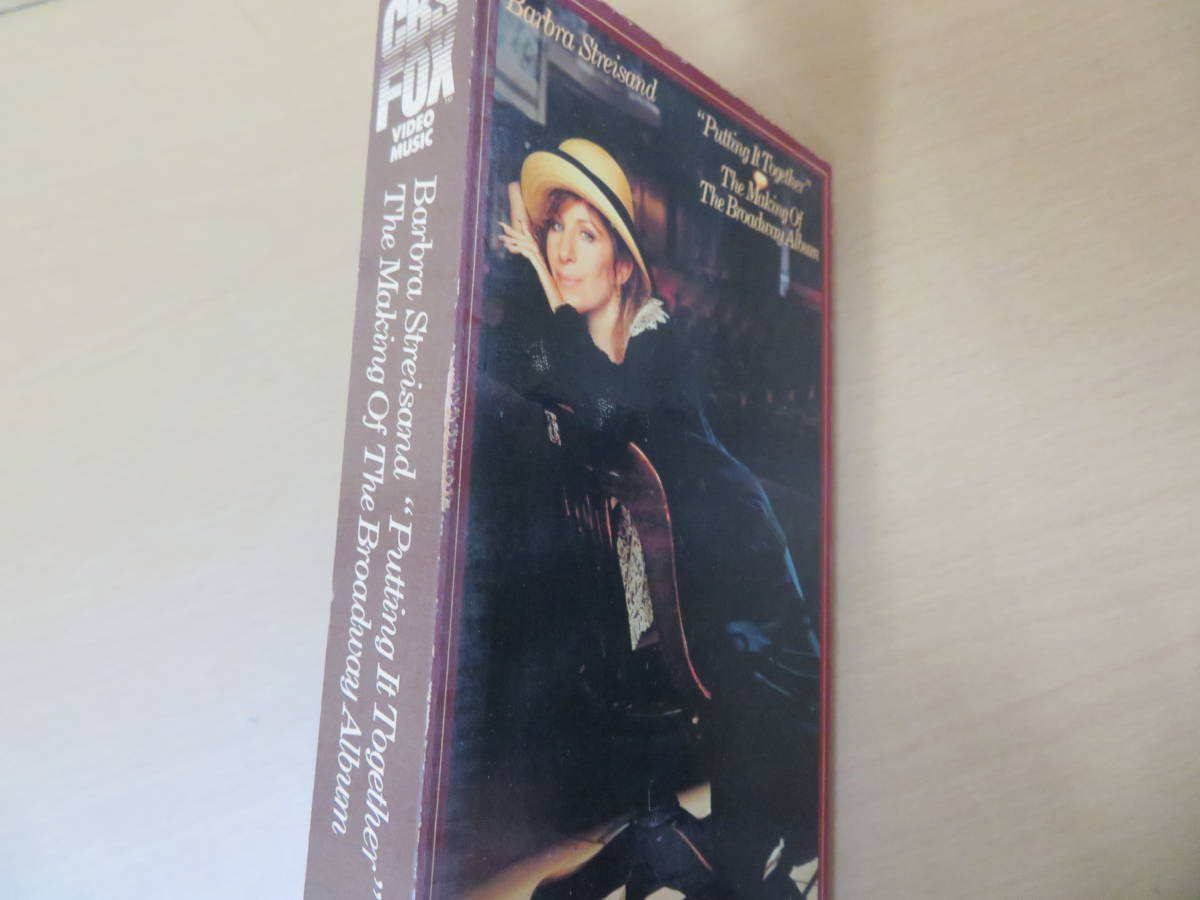 CBS
FOX
TM
VIDEO
MUSIC
Barbra Streisand "Putting It Together"
The Making Of The Broadway Album
Barbra Streisand
"Putting It Together"
The Making Of
The Broadway Album